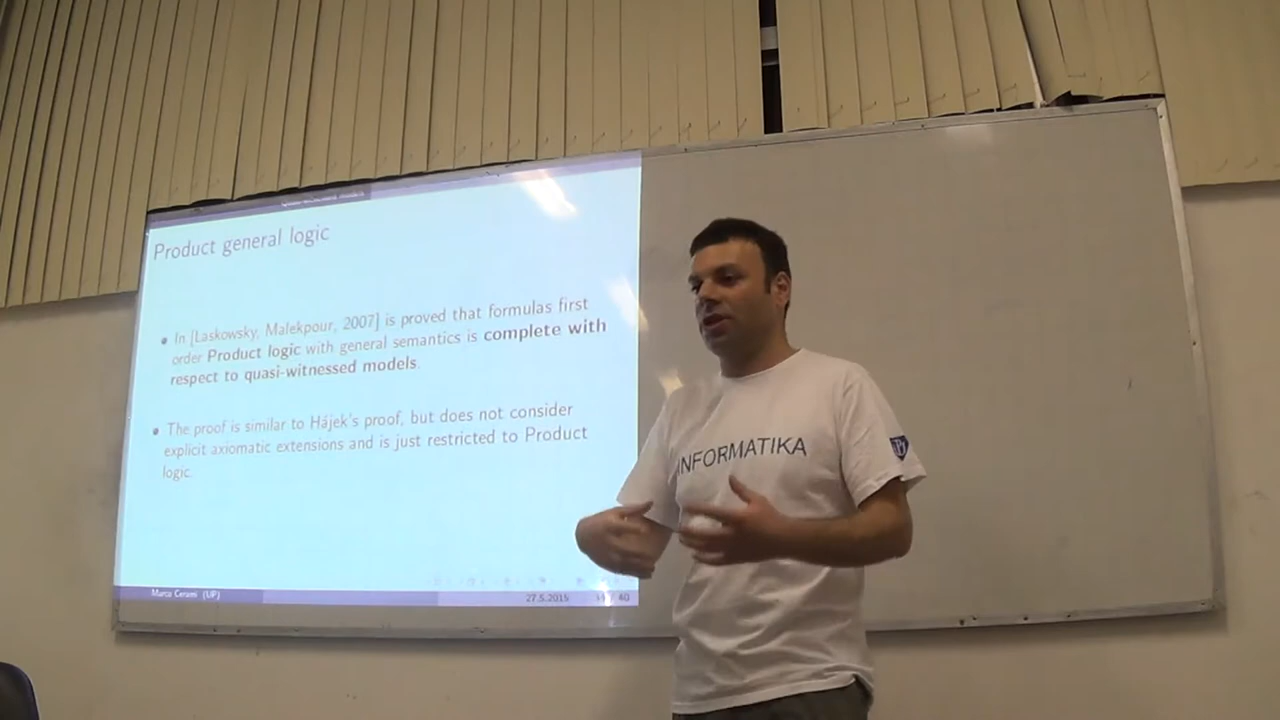 Product general logic
In [Laskowsky, Malekpour, 2007] is proved that formulas first
order Product logic with general semantics is complete with
respect to quasi-witnessed models.
The proof is similar to Hájek's proof, but does not consider
explicit axiomatic extensions and is just restricted to Product
logic.
Marco Cerami (UP) 27.5.2015 / 40
INFORMATIKA